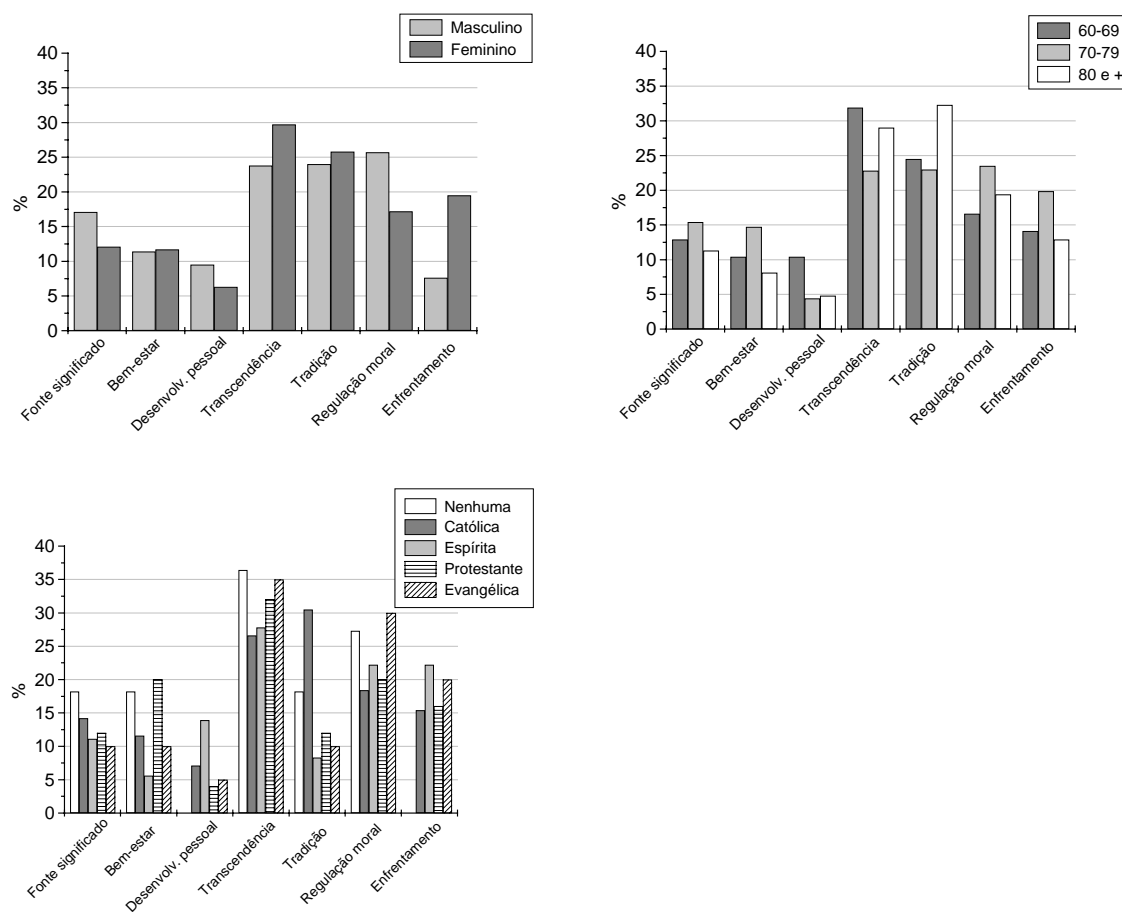 Masculino
Feminino
40
35
30
25
20
15
10
5
0
%
Fonte significado
Bem-estar
Desenvolv. pessoal
Transcendência
Tradição
Regulação moral
Enfrentamento
60-69
70-79
80 e +
40
35
30
25
20
15
10
5
0
%
Fonte significado
Bem-estar
Desenvolv. pessoal
Transcendência
Tradição
Regulação moral
Enfrentamento
Nenhuma
Católica
Espírita
Protestante
Evangélica
40
35
30
25
20
15
10
5
0
%
Fonte significado
Bem-estar
Desenvolv. pessoal
Transcendência
Tradição
Regulação moral
Enfrentamento